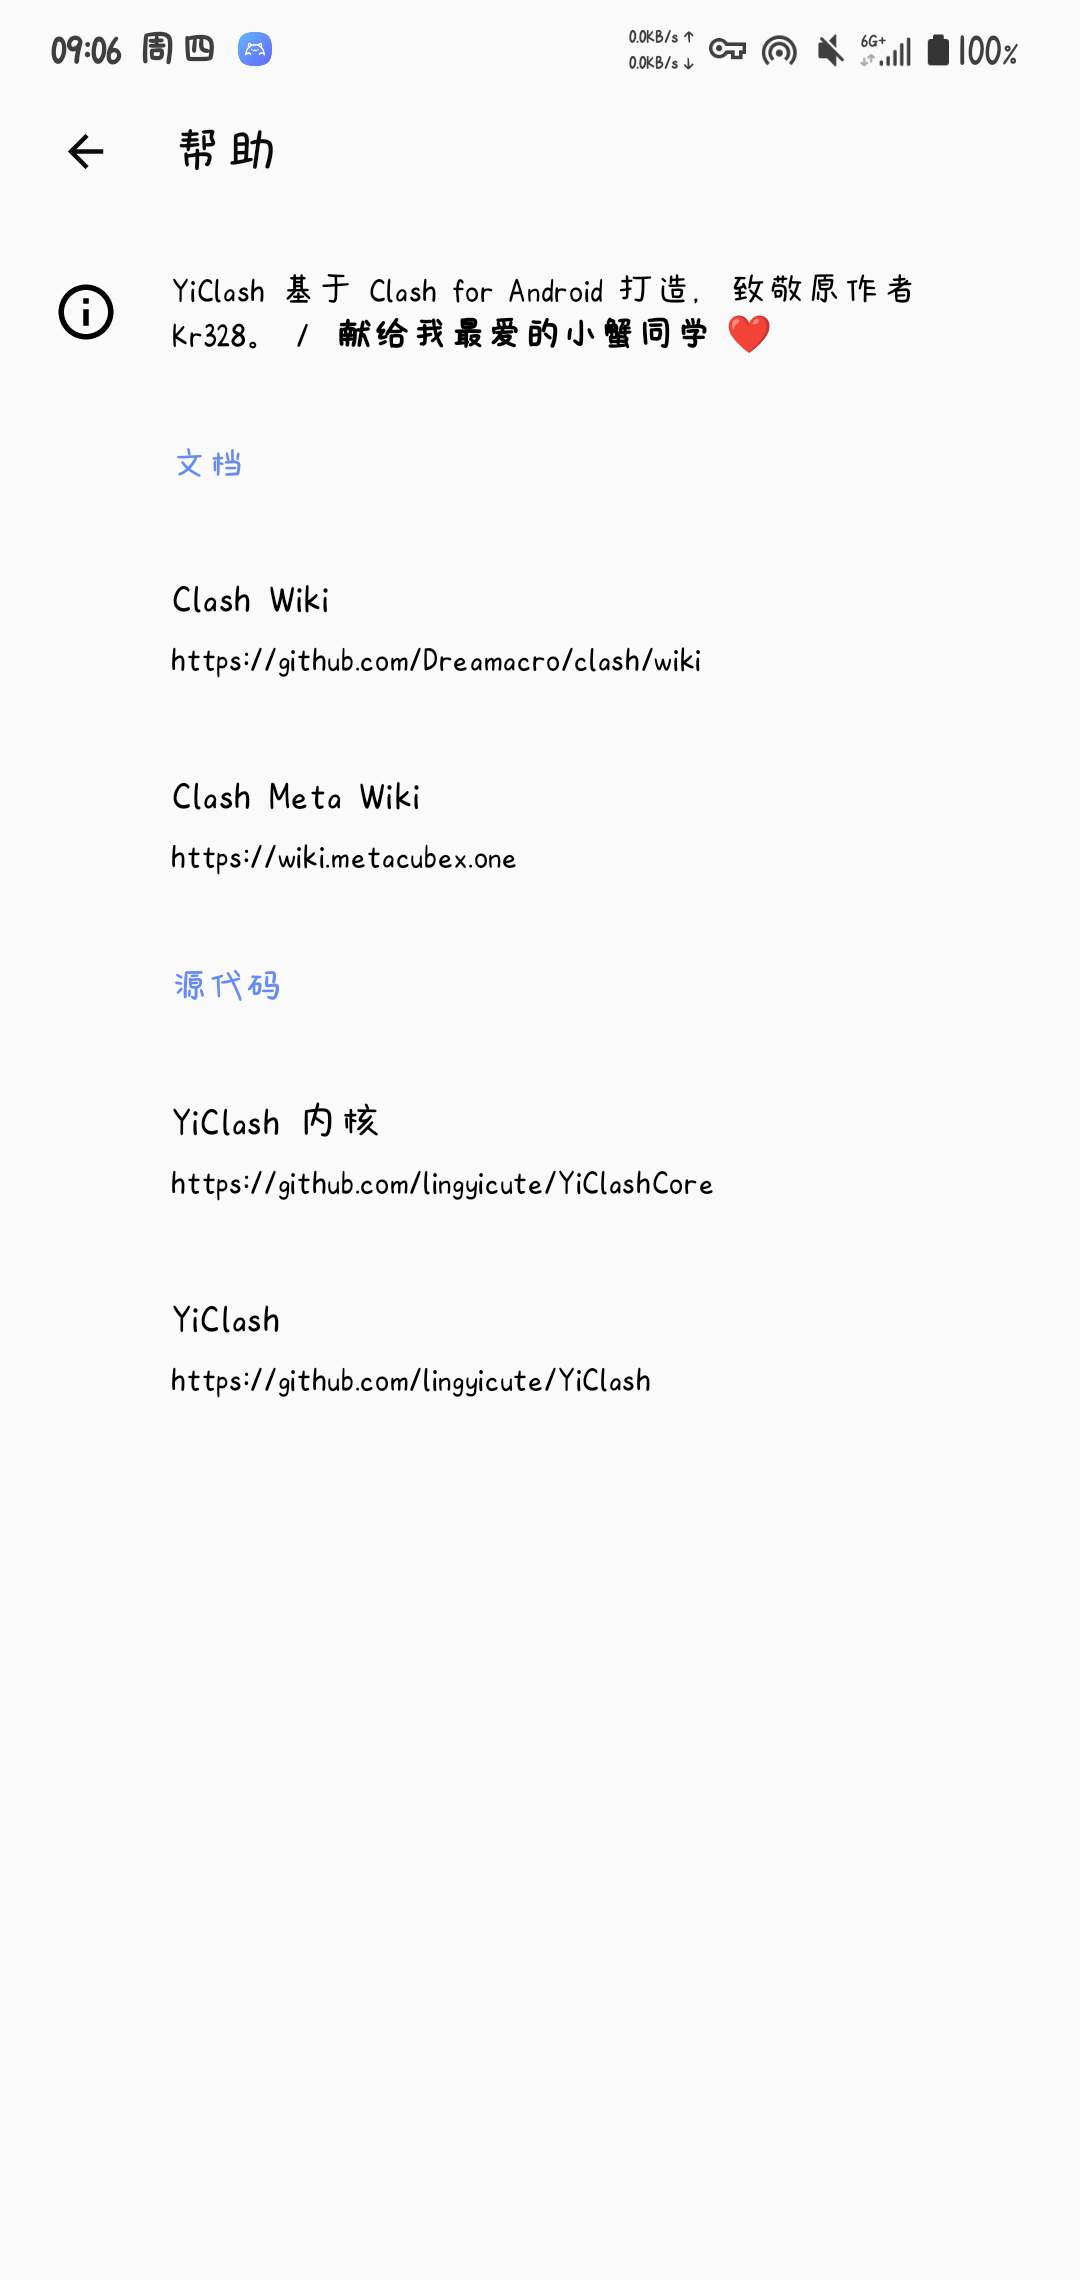 09:06 周四
0.0KB/s ↑
0.0KB/s ↓
6G+
100%
帮助
YiClash 基于 Clash for Android 打造, 致敬原作者
Kr328。 / 献给我最爱的小蟹同学 ❤️
文档
Clash Wiki
https://github.com/Dreamacro/clash/wiki
Clash Meta Wiki
https://wiki.metacubex.one
源代码
YiClash 内核
https://github.com/lingyicute/YiClashCore
YiClash
https://github.com/lingyicute/YiClash